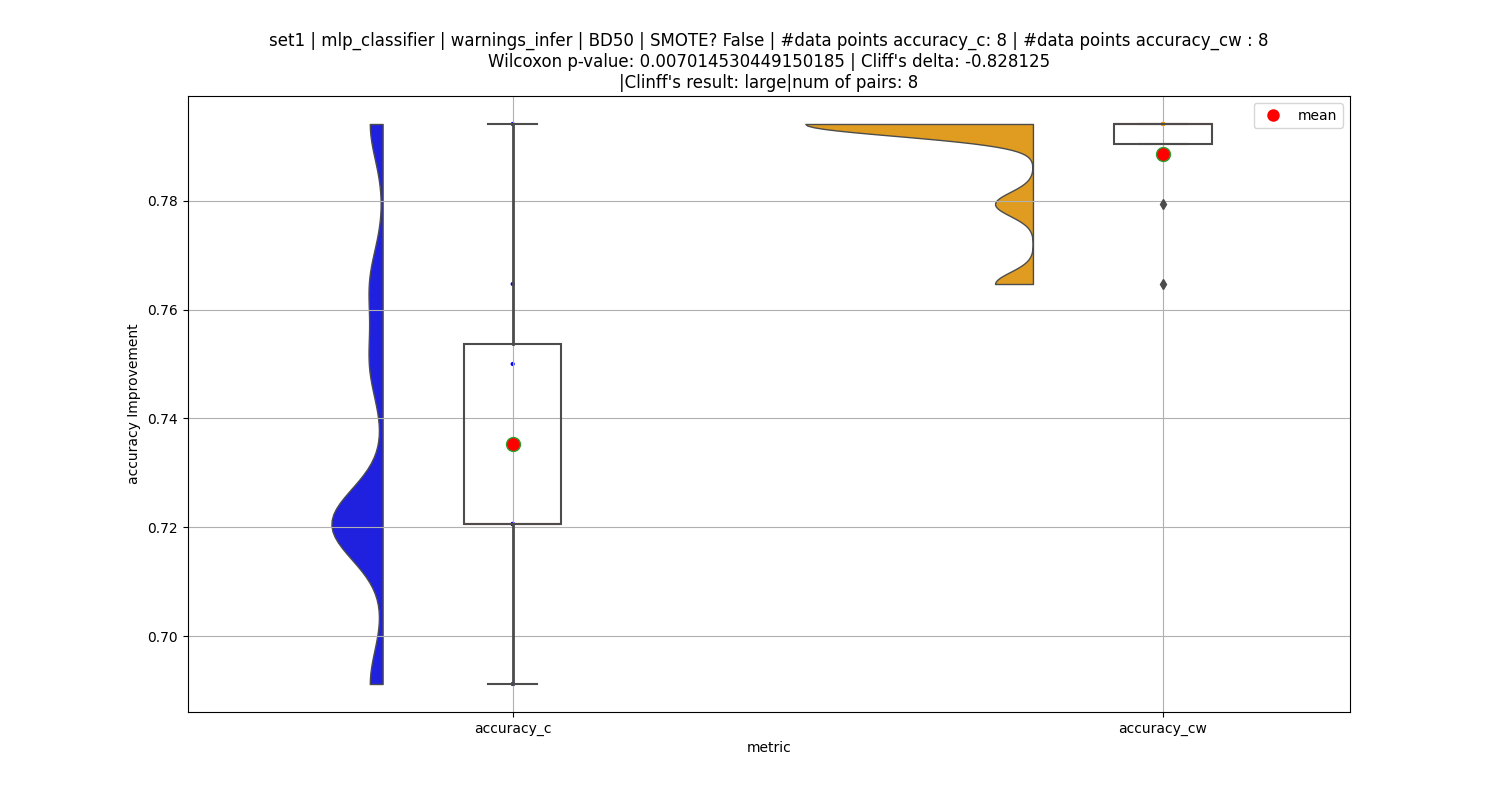 set1 | mlp_classifier | warnings_infer | BD50 | SMOTE? False | #data points accuracy_c: 8 | #data points accuracy_cw : 8
Wilcoxon p-value: 0.007014530449150185 | Cliff's delta: -0.828125
|Clinff's result: large|num of pairs: 8
mean
0.78
0.76
0.74
0.72
0.70
accuracy Improvement
accuracy_c
accuracy_cw
metric